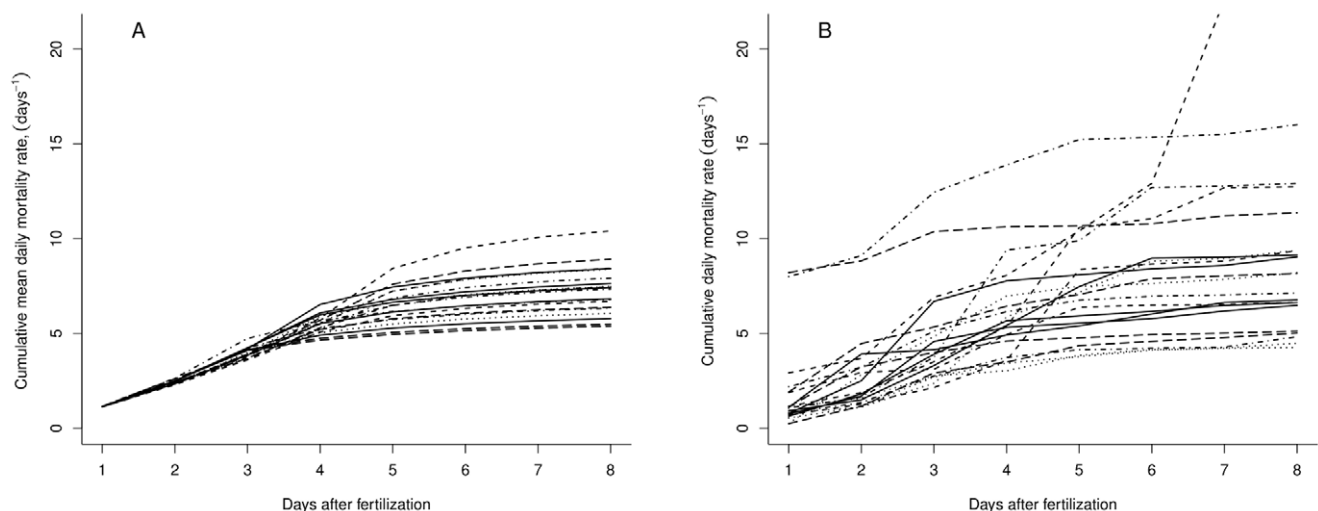 A
Cumulative mean daily mortality rate, (days⁻¹)
20
15
10
5
0
1 2 3 4 5 6 7 8
Days after fertilization
B
Cumulative daily mortality rate (days⁻¹)
20
15
10
5
0
1 2 3 4 5 6 7 8
Days after fertilization